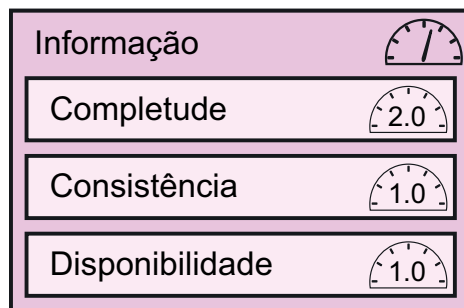 Informação
Completude 2.0
Consistência 1.0
Disponibilidade 1.0